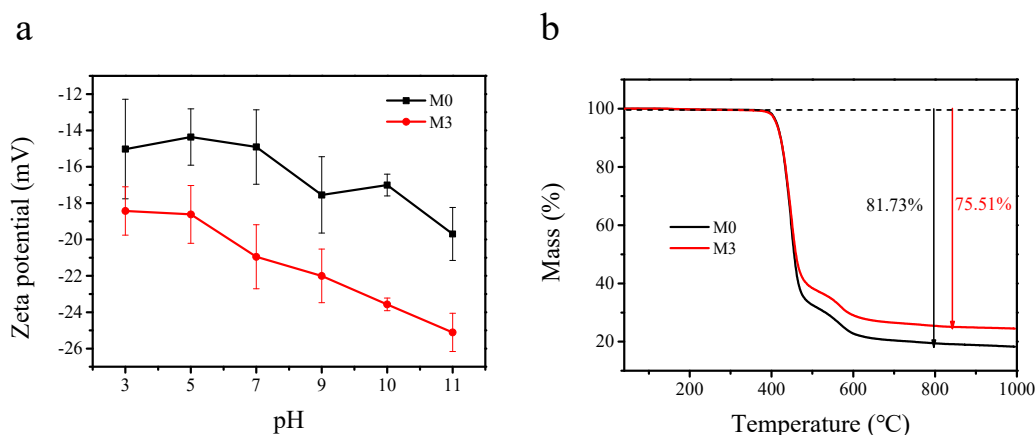 a
-12
-14
-16
-18
-20
-22
-24
-26
Zeta potential (mV)
M0
M3
3 5 7 9 10 11
pH
b
100
80
60
40
20
Mass (%)
M0
M3
81.73%
75.51%
200 400 600 800 1000
Temperature (℃)